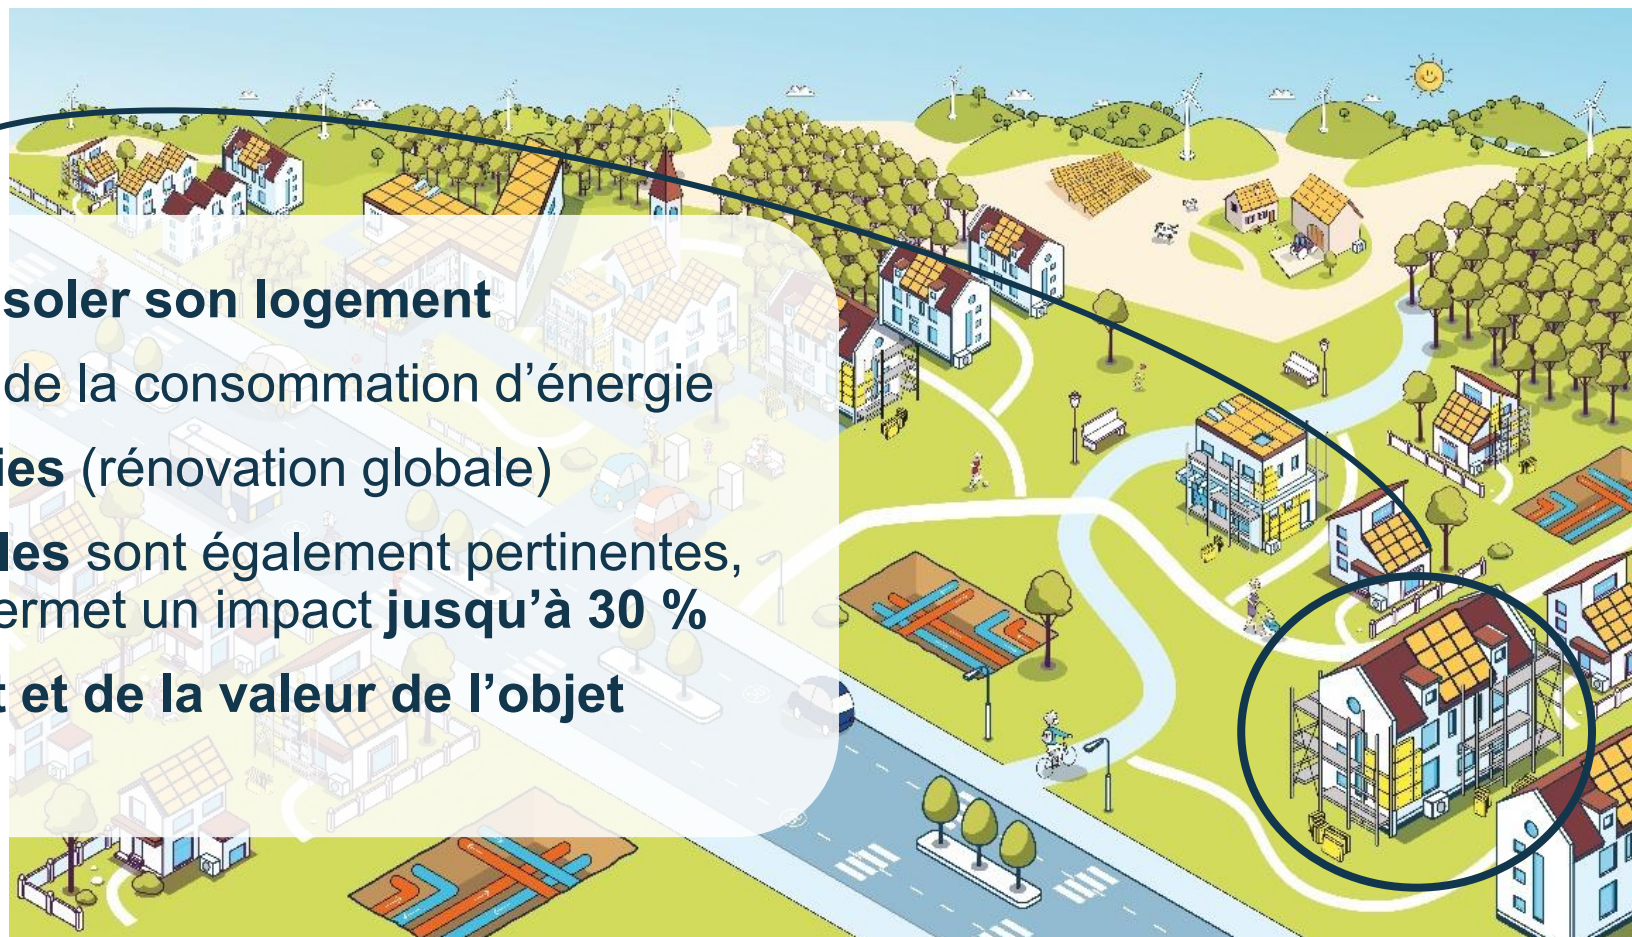 soler son logement
de la consommation d’énergie
ies (rénovation globale)
les sont également pertinentes,
ermet un impact jusqu’à 30 %
t et de la valeur de l’objet